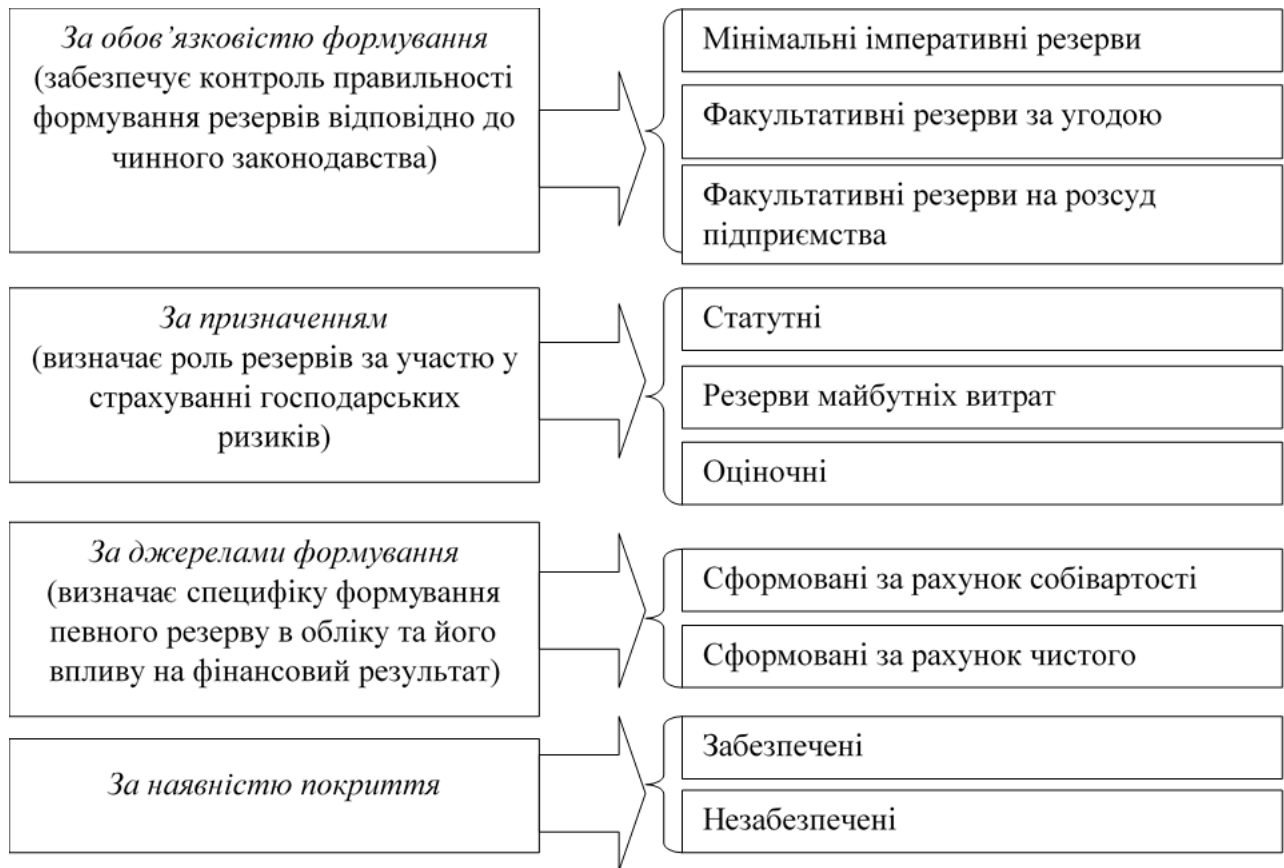 За обов’язковістю формування
(забезпечує контроль правильності
формування резервів відповідно до
чинного законодавства)
Мінімальні імперативні резерви
Факультативні резерви за угодою
Факультативні резерви на розсуд
підприємства
За призначенням
(визначає роль резервів за участю у
страхуванні господарських
ризиків)
Статутні
Резерви майбутніх витрат
Оціночні
За джерелами формування
(визначає специфіку формування
певного резерву в обліку та його
впливу на фінансовий результат)
Сформовані за рахунок собівартості
Сформовані за рахунок чистого
За наявністю покриття
Забезпечені
Незабезпечені